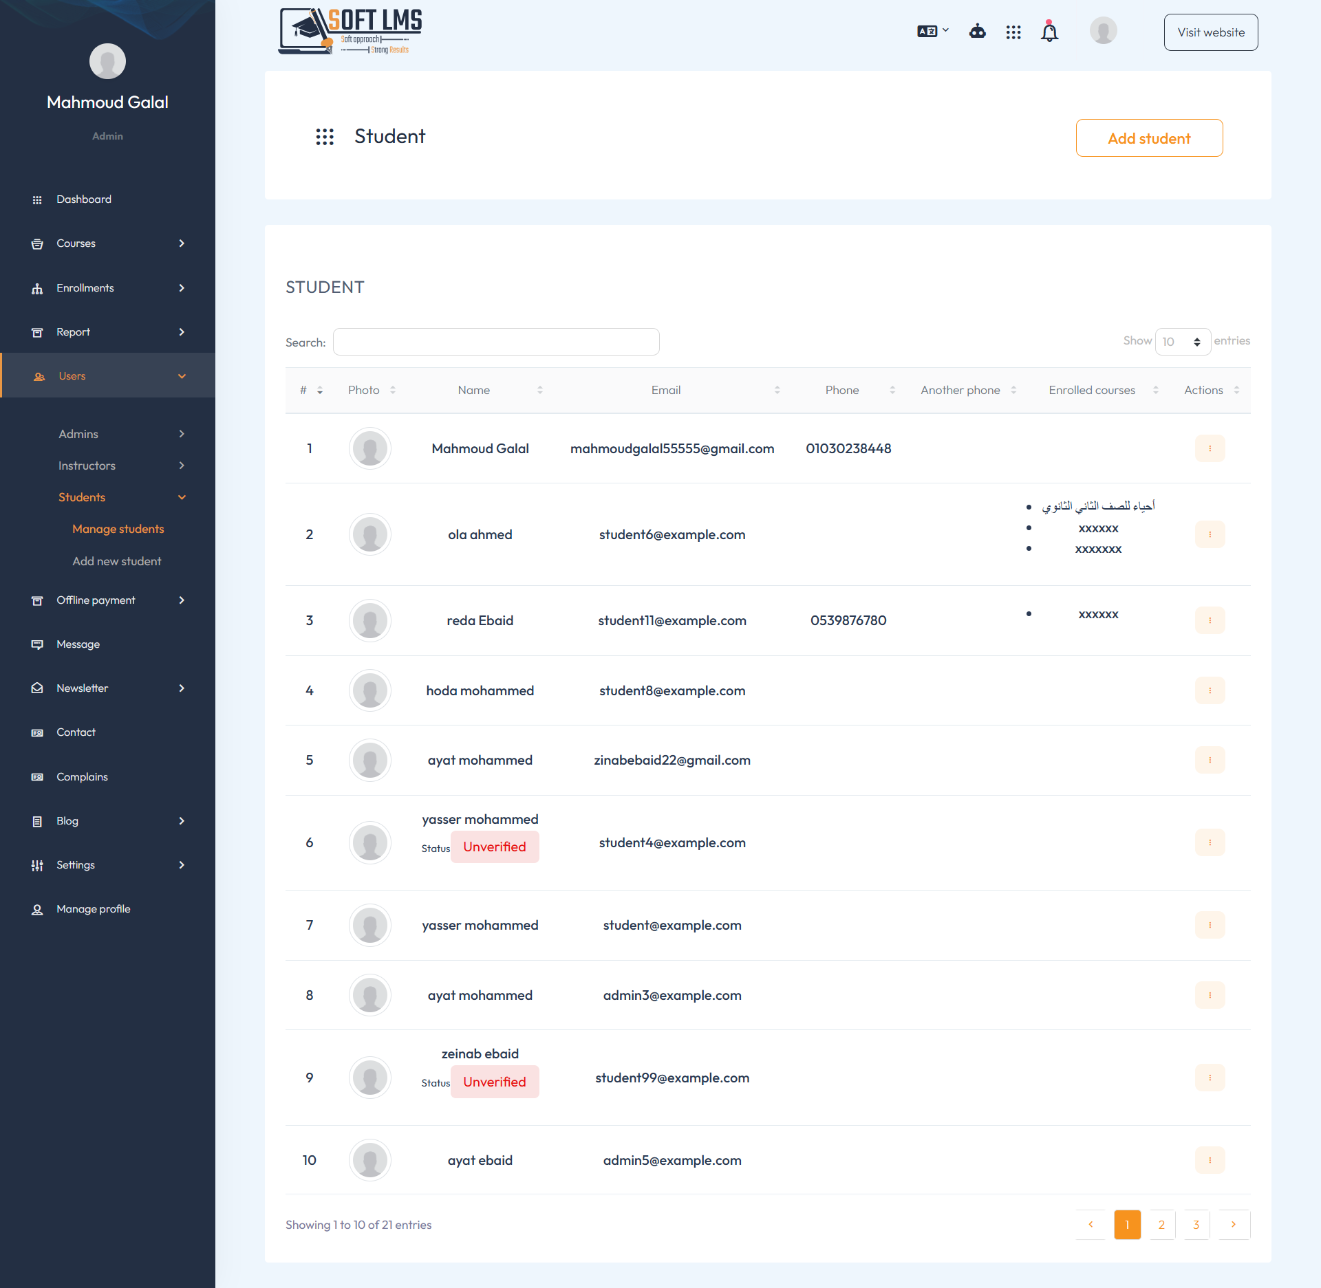 Mahmoud Galal
Admin
Dashboard
Courses
Enrollments
Report
Users
Admins
Instructors
Students
Manage students
Add new student
Offline payment
Message
Newsletter
Contact
Complains
Blog
Settings
Manage profile
SOFT LMS
Soft approach
Strong Results
Visit website
Student
Add student
STUDENT
Search:
Show 10 entries
# Photo Name Email Phone Another phone Enrolled courses Actions
1 Mahmoud Galal mahmoudgalal55555@gmail.com 01030238448
2 ola ahmed student6@example.com
• أحياء للصف الثاني الثانوي
• xxxxxx
• xxxxxxx
3 reda Ebaid student11@example.com 0539876780 • xxxxxx
4 hoda mohammed student8@example.com
5 ayat mohammed zinabebaid22@gmail.com
6 yasser mohammed student4@example.com
Status Unverified
7 yasser mohammed student@example.com
8 ayat mohammed admin3@example.com
9 zeinab ebaid student99@example.com
Status Unverified
10 ayat ebaid admin5@example.com
Showing 1 to 10 of 21 entries
‹ 1 2 3 ›